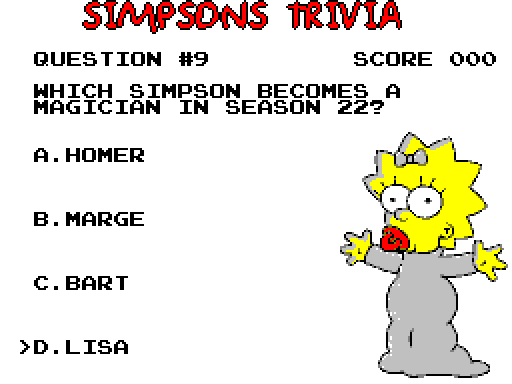 SIMPSONS TRIVIA
QUESTION #9 SCORE 000
WHICH SIMPSON BECOMES A
MAGICIAN IN SEASON 22?
A.HOMER
B.MARGE
C.BART
>D.LISA